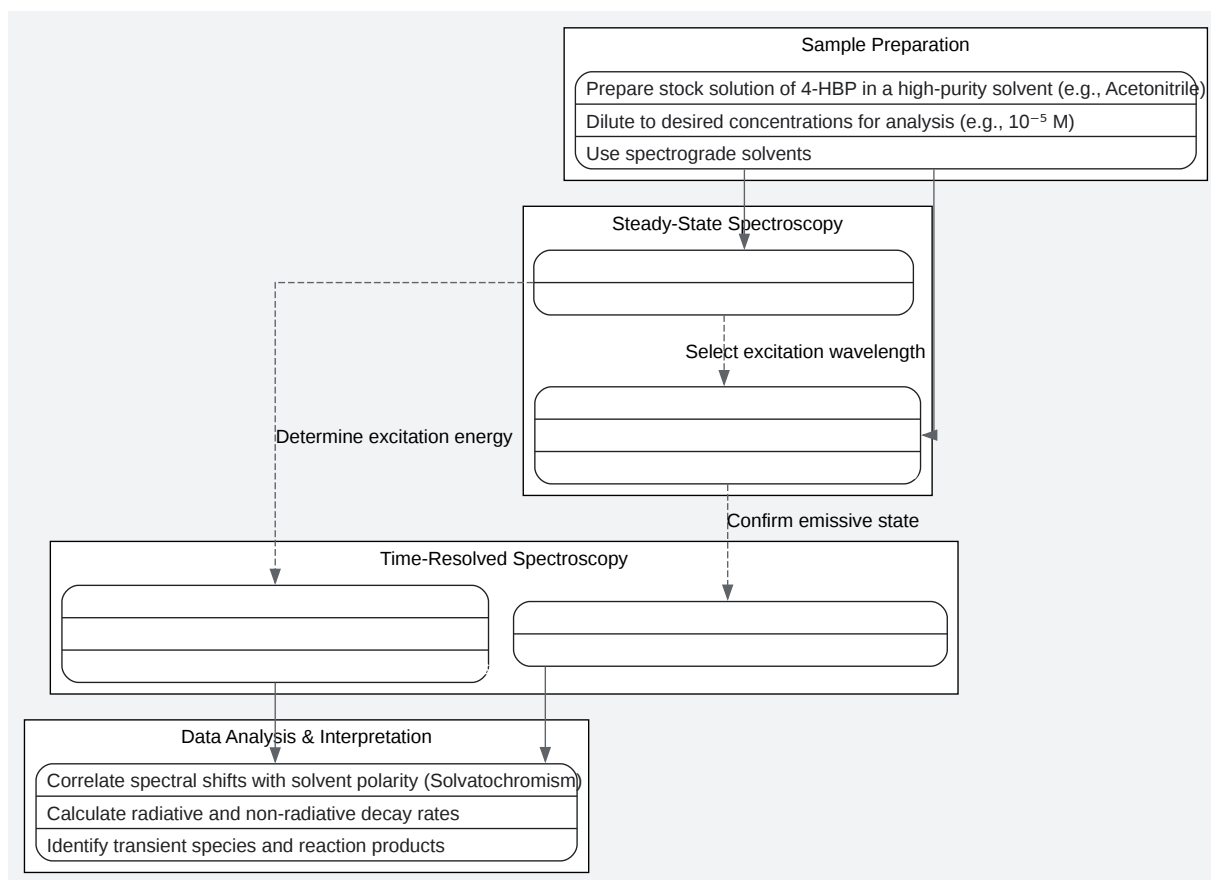 Sample Preparation
Prepare stock solution of 4-HBP in a high-purity solvent (e.g., Acetonitrile)
Dilute to desired concentrations for analysis (e.g., 10⁻⁵ M)
Use spectrograde solvents
Steady-State Spectroscopy
Select excitation wavelength
Determine excitation energy
Confirm emissive state
Time-Resolved Spectroscopy
Data Analysis & Interpretation
Correlate spectral shifts with solvent polarity (Solvatochromism)
Calculate radiative and non-radiative decay rates
Identify transient species and reaction products